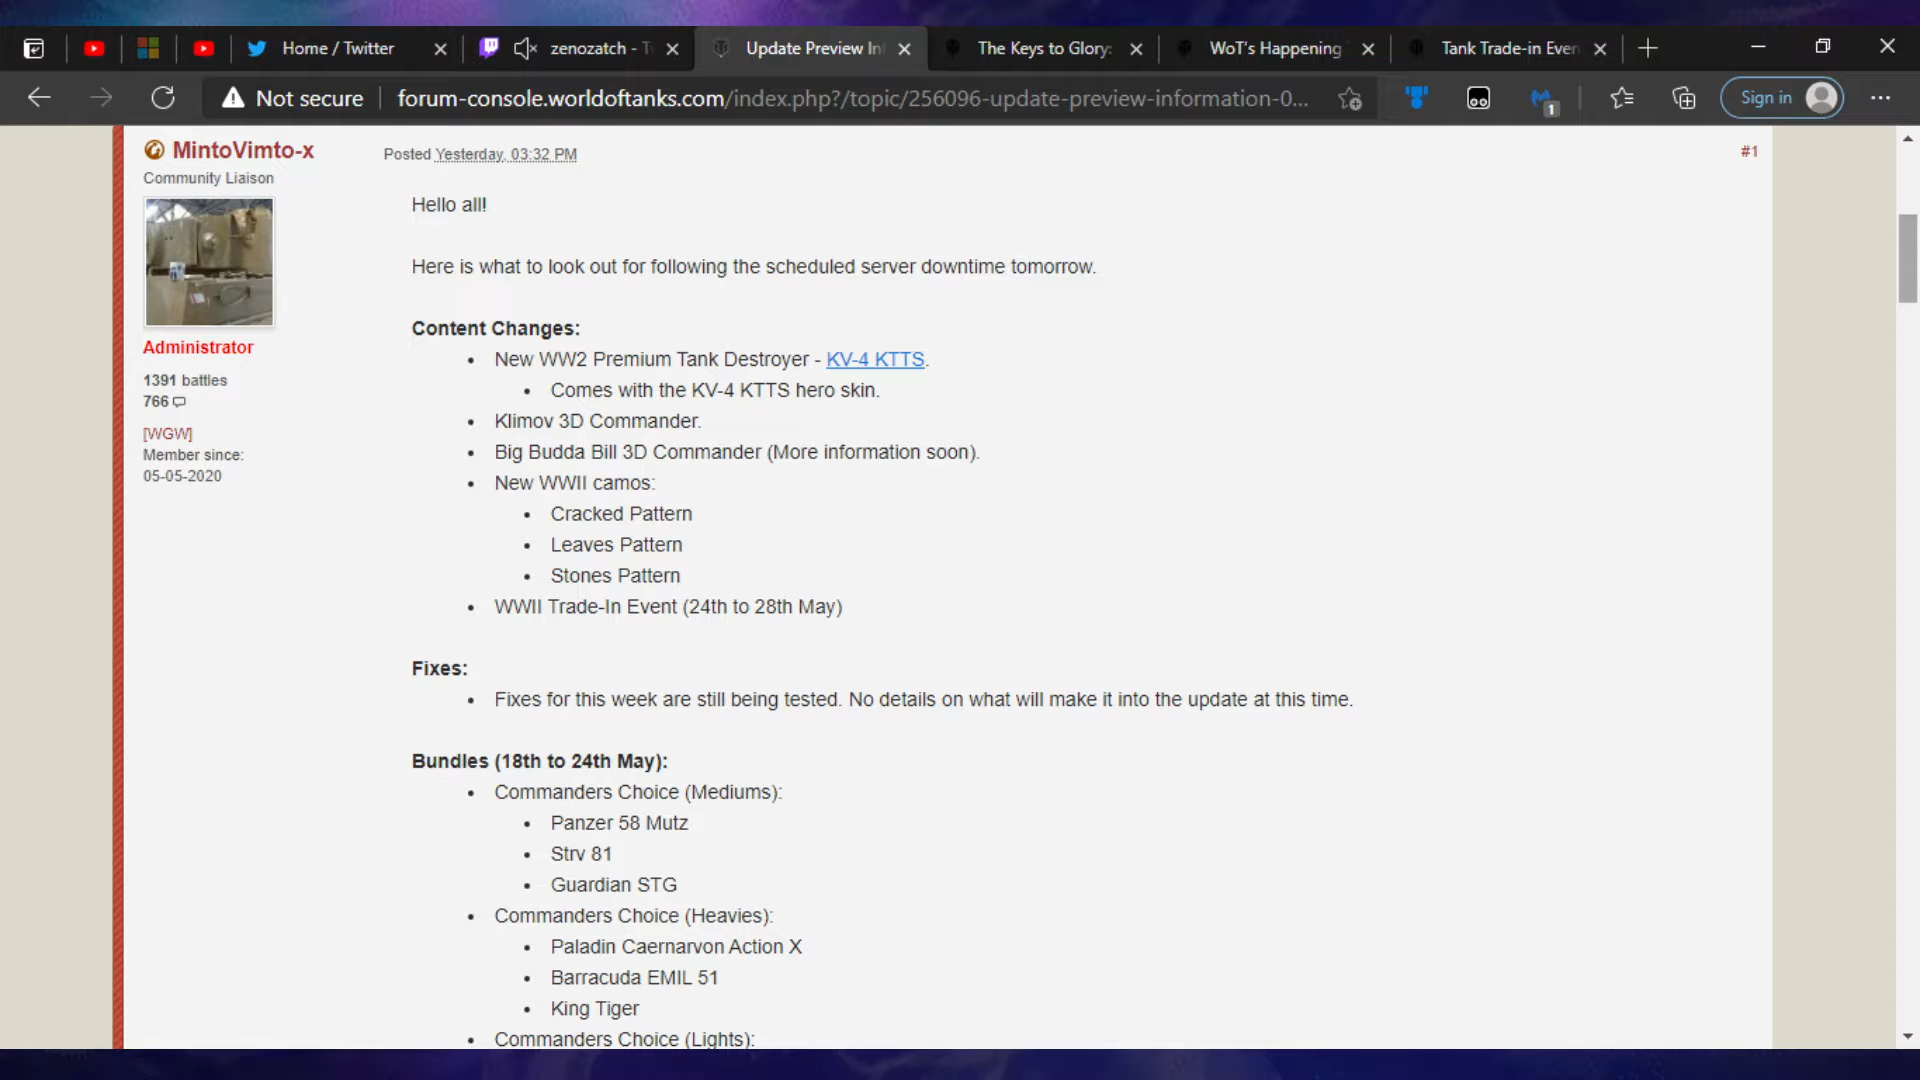 Home / Twitter
zenozatch - T
Update Preview In
The Keys to Glory:
WoT's Happening
Tank Trade-in Even
Not secure
forum-console.worldoftanks.com/index.php?/topic/256096-update-preview-information-0...
1
Sign in
MintoVimto-x
Community Liaison
Administrator
1391 battles
766
[WGW]
Member since:
05-05-2020
Posted Yesterday, 03:32 PM
#1
Hello all!
Here is what to look out for following the scheduled server downtime tomorrow.
Content Changes:
New WW2 Premium Tank Destroyer - KV-4 KTTS.
Comes with the KV-4 KTTS hero skin.
Klimov 3D Commander.
Big Budda Bill 3D Commander (More information soon).
New WWII camos:
Cracked Pattern
Leaves Pattern
Stones Pattern
WWII Trade-In Event (24th to 28th May)
Fixes:
Fixes for this week are still being tested. No details on what will make it into the update at this time.
Bundles (18th to 24th May):
Commanders Choice (Mediums):
Panzer 58 Mutz
Strv 81
Guardian STG
Commanders Choice (Heavies):
Paladin Caernarvon Action X
Barracuda EMIL 51
King Tiger
Commanders Choice (Lights):